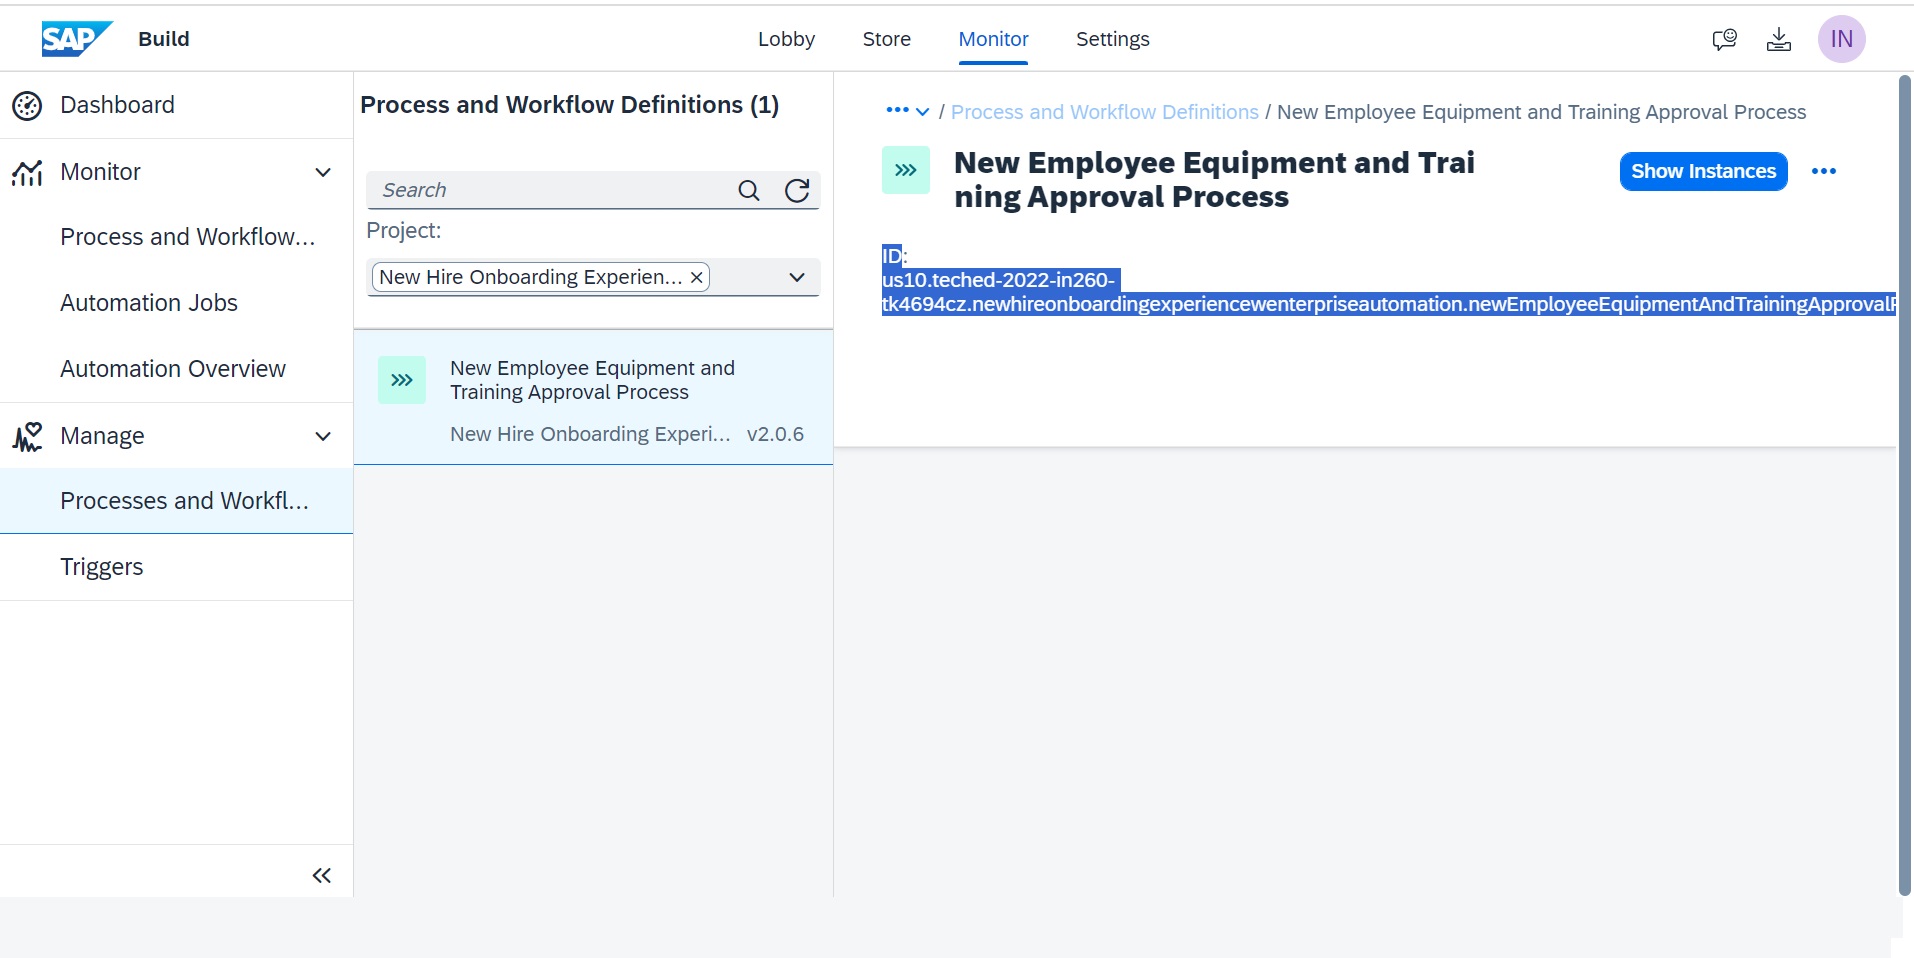 SAP Build
Lobby Store Monitor Settings
IN
Dashboard
Monitor
Process and Workflow...
Automation Jobs
Automation Overview
Manage
Processes and Workfl...
Triggers
Process and Workflow Definitions (1)
Search
Project:
New Hire Onboarding Experien...
New Employee Equipment and
Training Approval Process
New Hire Onboarding Experi... v2.0.6
/ Process and Workflow Definitions / New Employee Equipment and Training Approval Process
New Employee Equipment and Trai
ning Approval Process
Show Instances
ID:
us10.teched-2022-in260-
tk4694cz.newhireonboardingexperiencewenterpriseautomation.newEmployeeEquipmentAndTrainingApproval